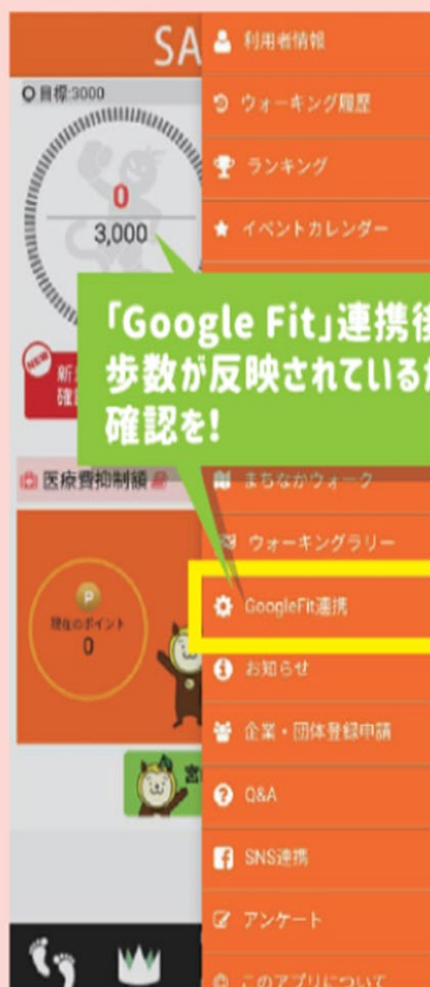 SA
目標:3000
0
3,000
利用者情報
ウォーキング履歴
ランキング
イベントカレンダー
「Google Fit」連携後
歩数が反映されているか
確認を!
NEW
新
確
医療費抑制額
まちなかウォーク
ウォーキングラリー
GoogleFit連携
P
現在のポイント
0
お知らせ
企業・団体登録申請
Q&A
宮
SNS連携
アンケート
このアプリについて